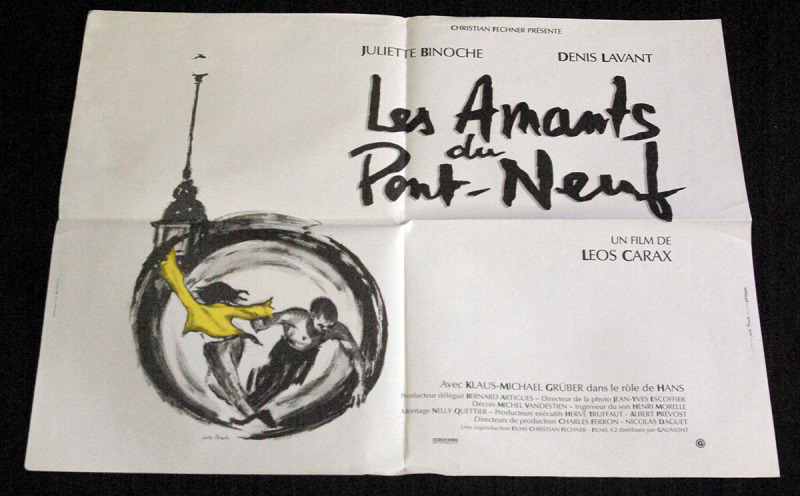 CHRISTIAN FECHNER PRÉSENTE
JULIETTE BINOCHE DENIS LAVANT
Les Amants
du
Pont-Neuf
UN FILM DE
LEOS CARAX
Avec KLAUS-MICHAEL GRÜBER dans le rôle de HANS
Producteur délégué BERNARD ARTIGUES – Directeur de la photo JEAN-YVES ESCOFFIER
Décors MICHEL VANDESTIEN – Ingénieur du son HENRI MORELLE
Montage NELLY QUETTIER – Producteurs exécutifs HERVÉ TRUFFAUT - ALBERT PRÉVOST
Directeurs de production CHARLES FERRON - NICOLAS DAGUET
Une coproduction FILMS CHRISTIAN FECHNER - FILMS A 2 distribuée par GAUMONT
G